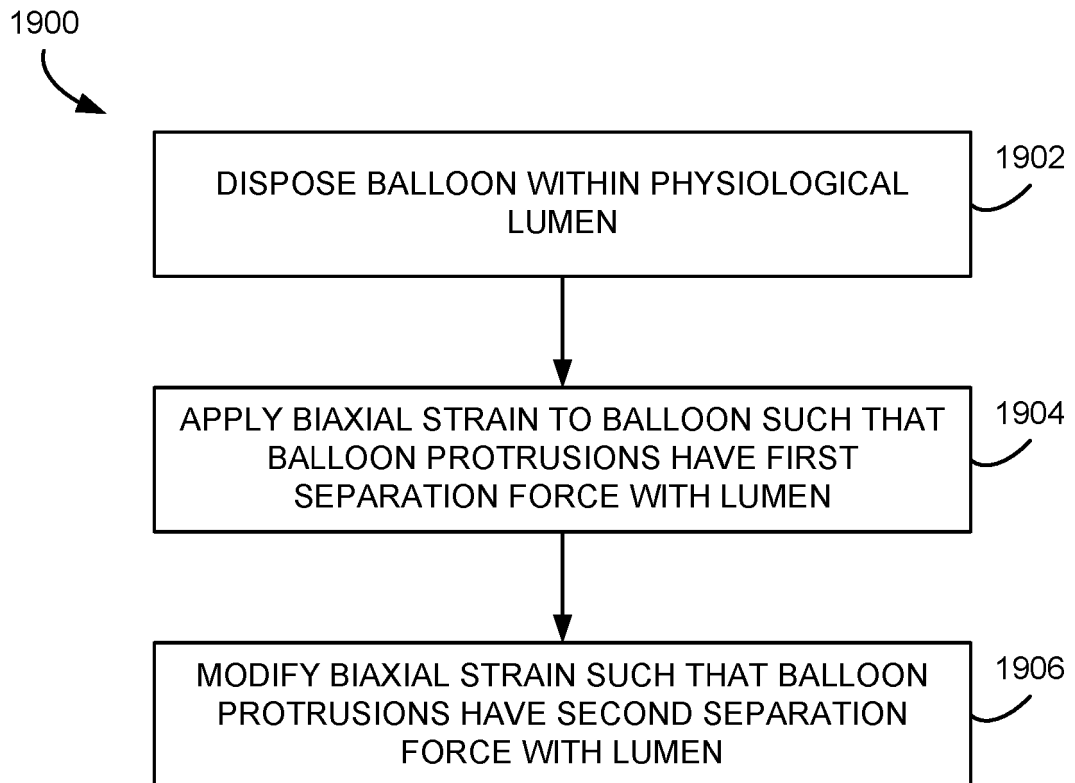 1900
DISPOSE BALLOON WITHIN PHYSIOLOGICAL
LUMEN
1902
APPLY BIAXIAL STRAIN TO BALLOON SUCH THAT
BALLOON PROTRUSIONS HAVE FIRST
SEPARATION FORCE WITH LUMEN
1904
MODIFY BIAXIAL STRAIN SUCH THAT BALLOON
PROTRUSIONS HAVE SECOND SEPARATION
FORCE WITH LUMEN
1906